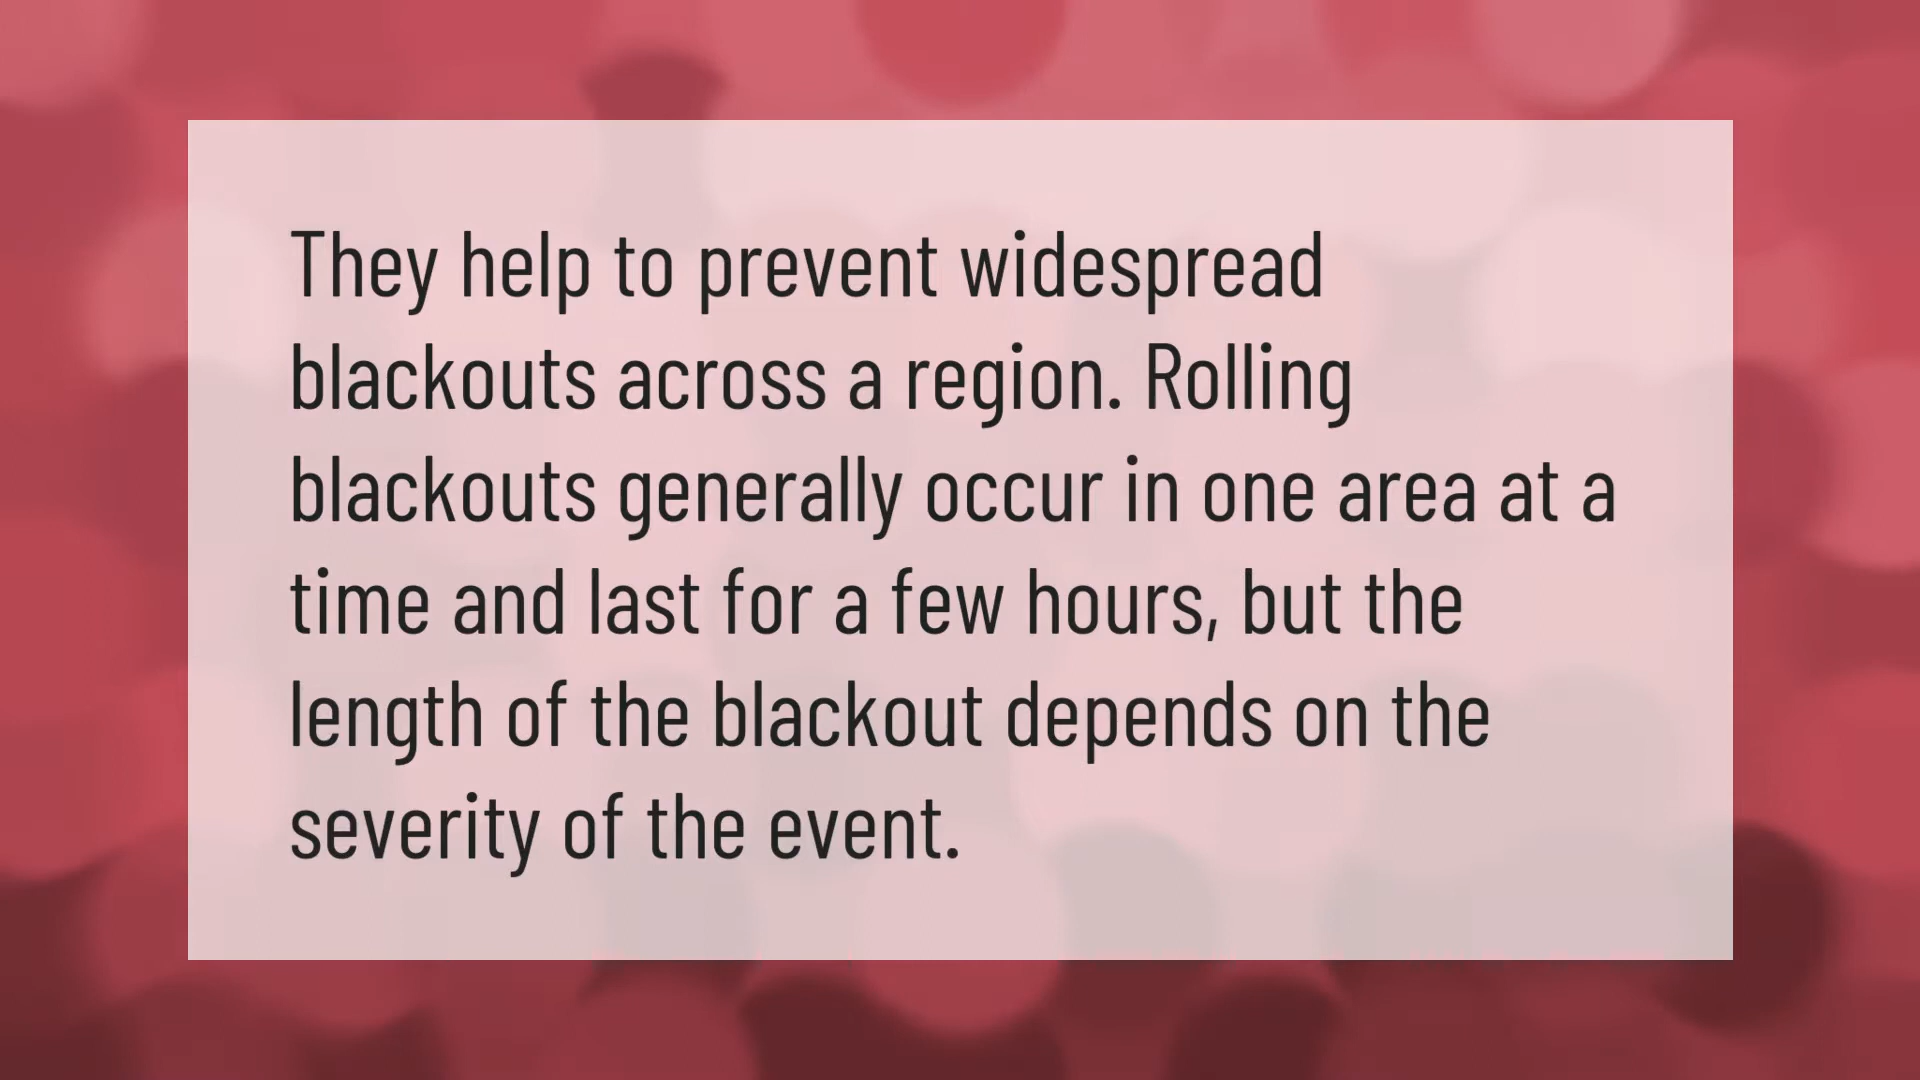 They help to prevent widespread
blackouts across a region. Rolling
blackouts generally occur in one area at a
time and last for a few hours, but the
length of the blackout depends on the
severity of the event.